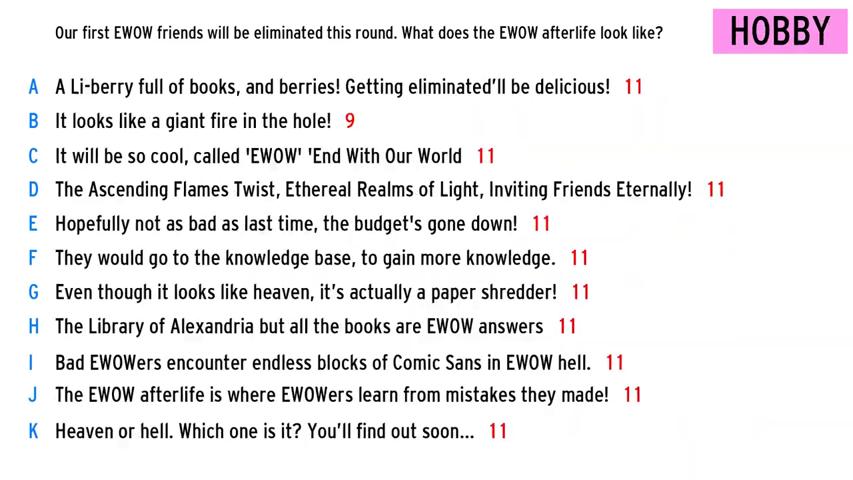 Our first EWOW friends will be eliminated this round. What does the EWOW afterlife look like?
HOBBY
A A Li-berry full of books, and berries! Getting eliminated'll be delicious! 11
B It looks like a giant fire in the hole! 9
C It will be so cool, called 'EWOW' 'End With Our World 11
D The Ascending Flames Twist, Ethereal Realms of Light, Inviting Friends Eternally! 11
E Hopefully not as bad as last time, the budget's gone down! 11
F They would go to the knowledge base, to gain more knowledge. 11
G Even though it looks like heaven, it's actually a paper shredder! 11
H The Library of Alexandria but all the books are EWOW answers 11
I Bad EWOWers encounter endless blocks of Comic Sans in EWOW hell. 11
J The EWOW afterlife is where EWOWers learn from mistakes they made! 11
K Heaven or hell. Which one is it? You'll find out soon... 11